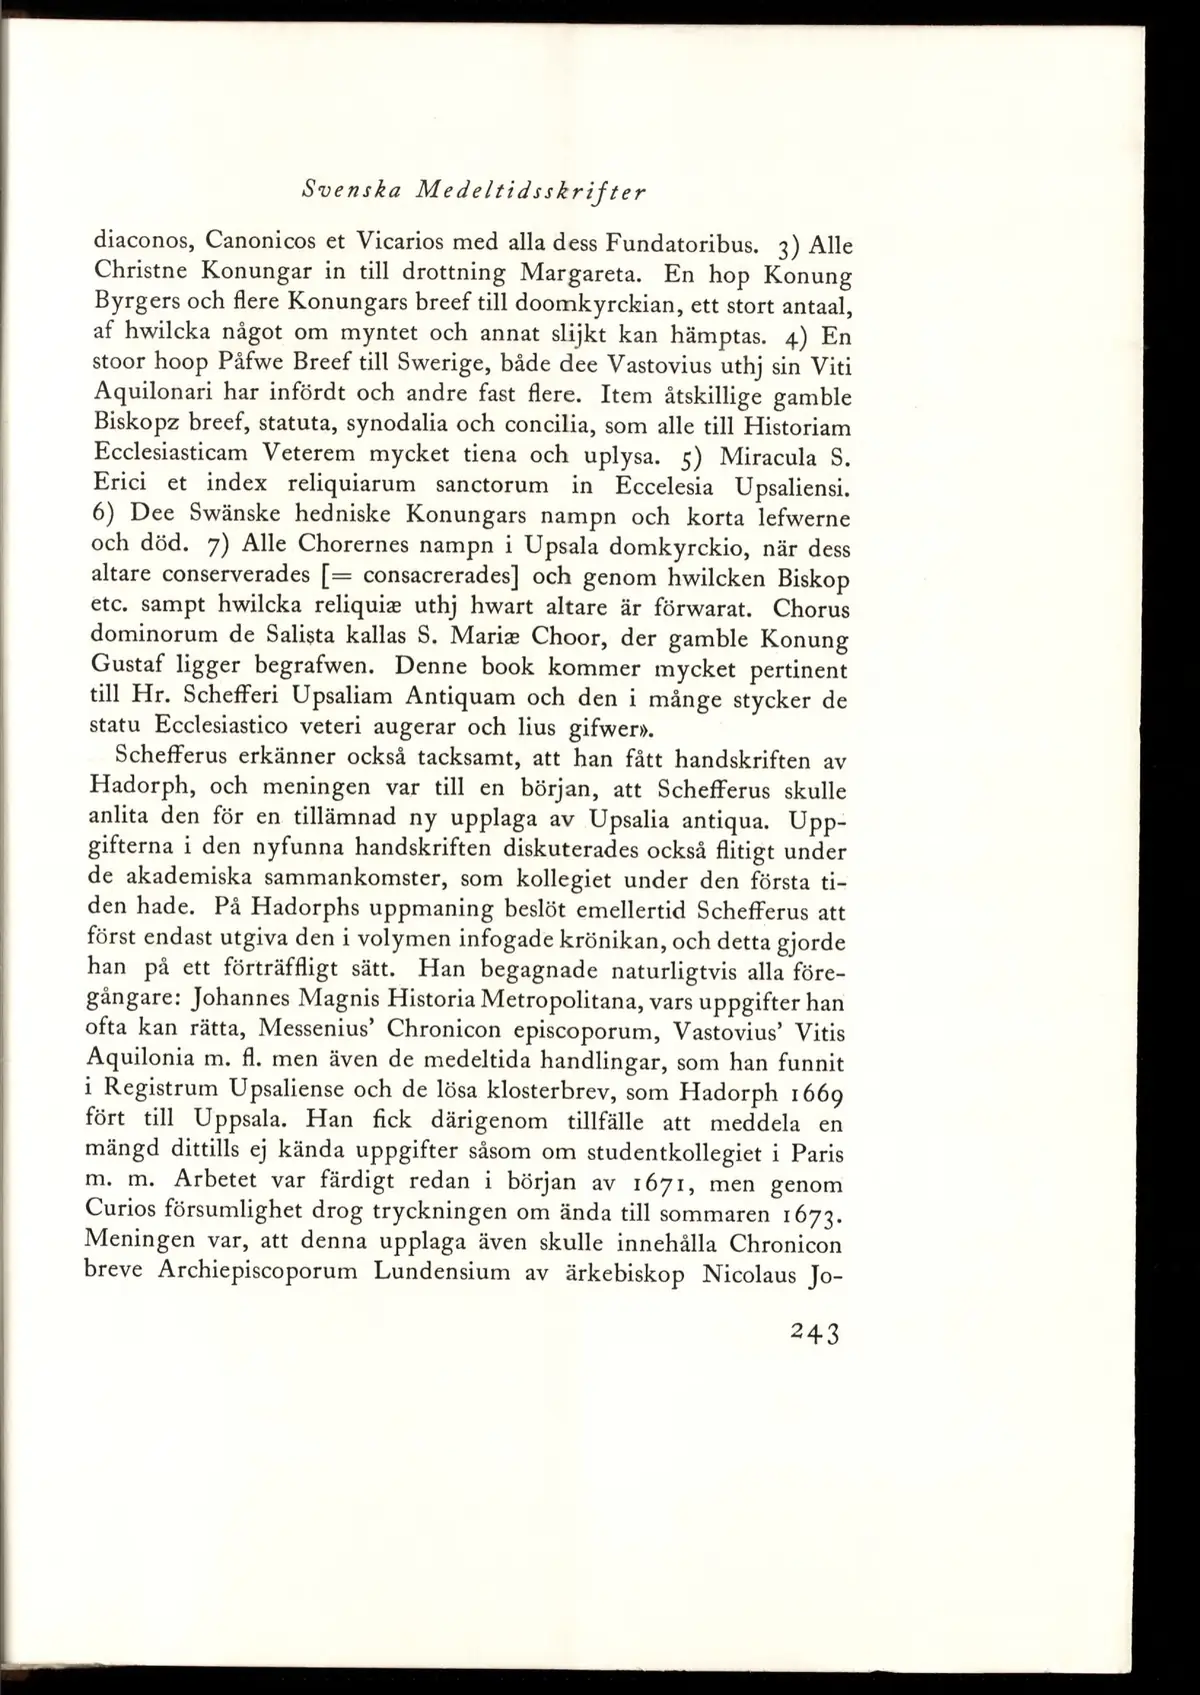 Svenska Medeltidsskrifter
diaconos, Canonicos et Vicarios med alla dess Fundatoribus. 3) Alle
Christne Konungar in till drottning Margareta. En hop Konung
Byrgers och flere Konungars breef till doomkyrckian, ett stort antaal,
af hwilcka något om myntet och annat slijkt kan hämptas. 4) En
stoor hoop Påfwe Breef till Swerige, både dee Vastovius uthj sin Viti
Aquilonari har infördt och andre fast flere. Item åtskillige gamble
Biskopz breef, statuta, synodalia och concilia, som alle till Historiam
Ecclesiasticam Veterem mycket tiena och uplysa. 5) Miracula S.
Erici et index reliquiarum sanctorum in Eccelesia Upsaliensi.
6) Dee Swänske hedniske Konungars nampn och korta lefwerne
och död. 7) Alle Chorernes nampn i Upsala domkyrckio, när dess
altare conserverades [= consacrerades] och genom hwilcken Biskop
etc. sampt hwilcka reliquiæ uthj hwart altare är förwarat. Chorus
dominorum de Salista kallas S. Mariæ Choor, der gamble Konung
Gustaf ligger begrafwen. Denne book kommer mycket pertinent
till Hr. Schefferi Upsaliam Antiquam och den i månge stycker de
statu Ecclesiastico veteri augerar och lius gifwer».
Schefferus erkänner också tacksamt, att han fått handskriften av
Hadorph, och meningen var till en början, att Schefferus skulle
anlita den för en tillämnad ny upplaga av Upsalia antiqua. Upp-
gifterna i den nyfunna handskriften diskuterades också flitigt under
de akademiska sammankomster, som kollegiet under den första ti-
den hade. På Hadorphs uppmaning beslöt emellertid Schefferus att
först endast utgiva den i volymen infogade krönikan, och detta gjorde
han på ett förträffligt sätt. Han begagnade naturligtvis alla före-
gångare: Johannes Magnis Historia Metropolitana, vars uppgifter han
ofta kan rätta, Messenius’ Chronicon episcoporum, Vastovius’ Vitis
Aquilonia m. fl. men även de medeltida handlingar, som han funnit
i Registrum Upsaliense och de lösa klosterbrev, som Hadorph 1669
fört till Uppsala. Han fick därigenom tillfälle att meddela en
mängd dittills ej kända uppgifter såsom om studentkollegiet i Paris
m. m. Arbetet var färdigt redan i början av 1671, men genom
Curios försumlighet drog tryckningen om ända till sommaren 1673.
Meningen var, att denna upplaga även skulle innehålla Chronicon
breve Archiepiscoporum Lundensium av ärkebiskop Nicolaus Jo-
243